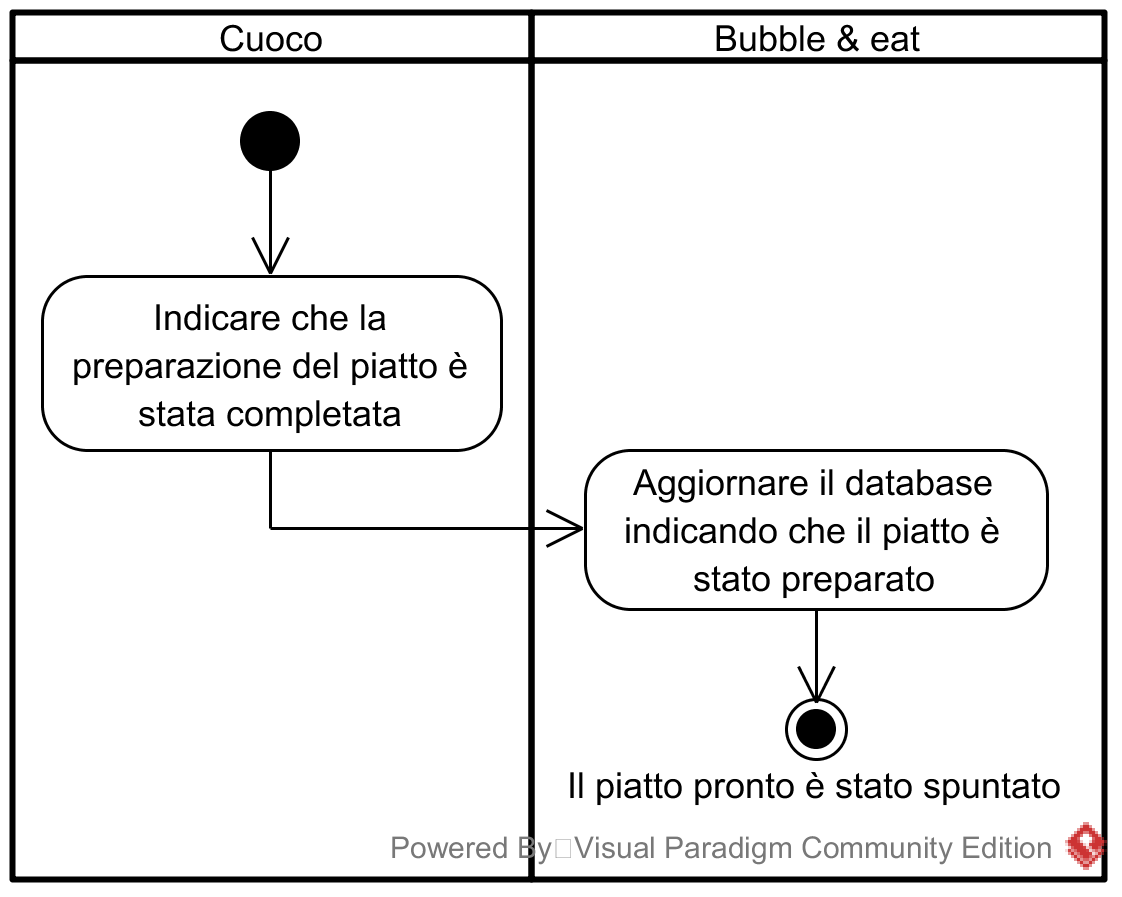 Cuoco
Bubble & eat
Indicare che la
preparazione del piatto è
stata completata
Aggiornare il database
indicando che il piatto è
stato preparato
Il piatto pronto è stato spuntato
Powered By Visual Paradigm Community Edition